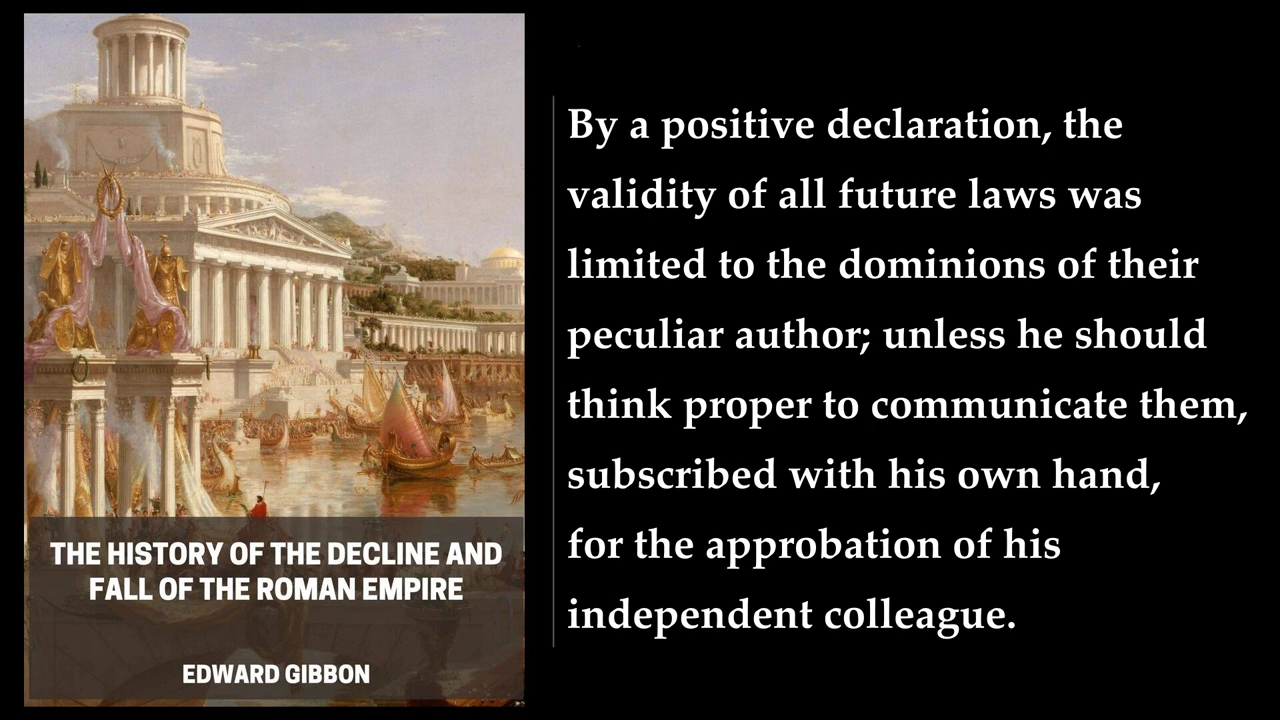 THE HISTORY OF THE DECLINE AND
FALL OF THE ROMAN EMPIRE
EDWARD GIBBON
By a positive declaration, the
validity of all future laws was
limited to the dominions of their
peculiar author; unless he should
think proper to communicate them,
subscribed with his own hand,
for the approbation of his
independent colleague.